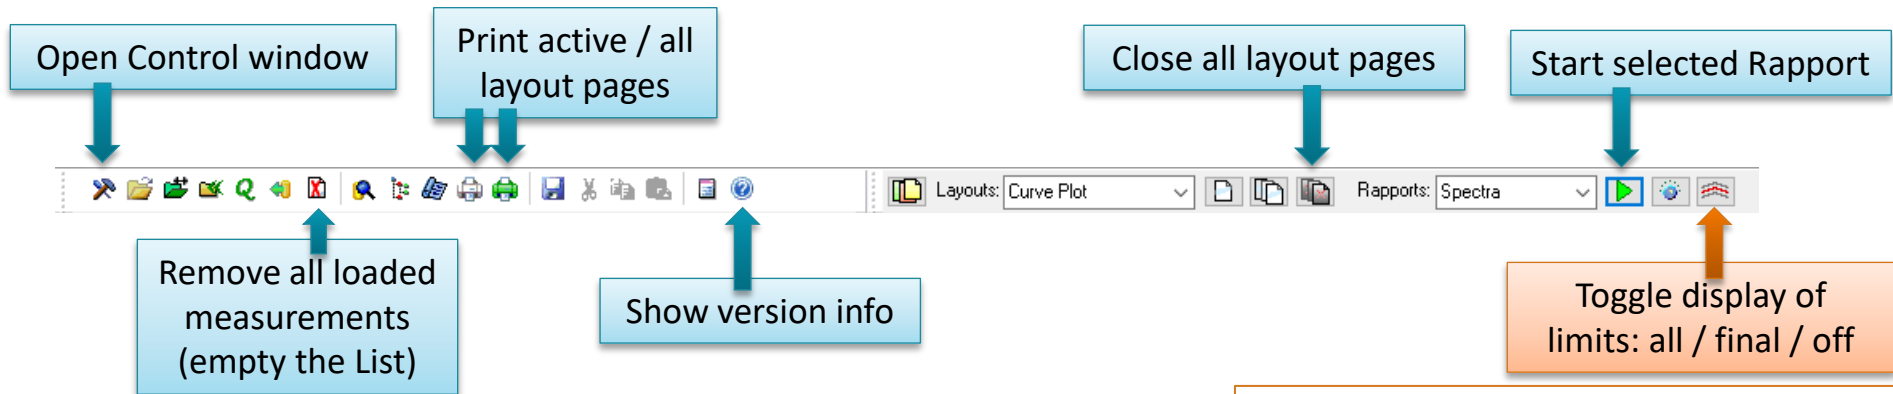 Open Control window
Print active / all
layout pages
Close all layout pages
Start selected Rapport
Layouts: Curve Plot
Rapports: Spectra
Remove all loaded
measurements
(empty the List)
Show version info
Toggle display of
limits: all / final / off